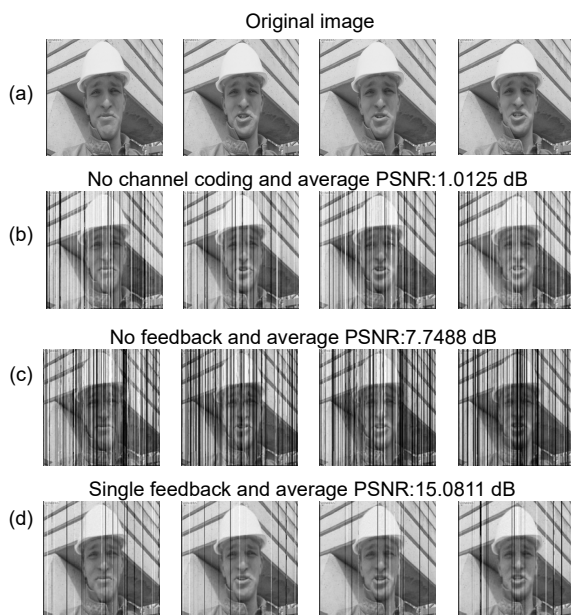 Original image
(a)
No channel coding and average PSNR:1.0125 dB
(b)
No feedback and average PSNR:7.7488 dB
(c)
Single feedback and average PSNR:15.0811 dB
(d)